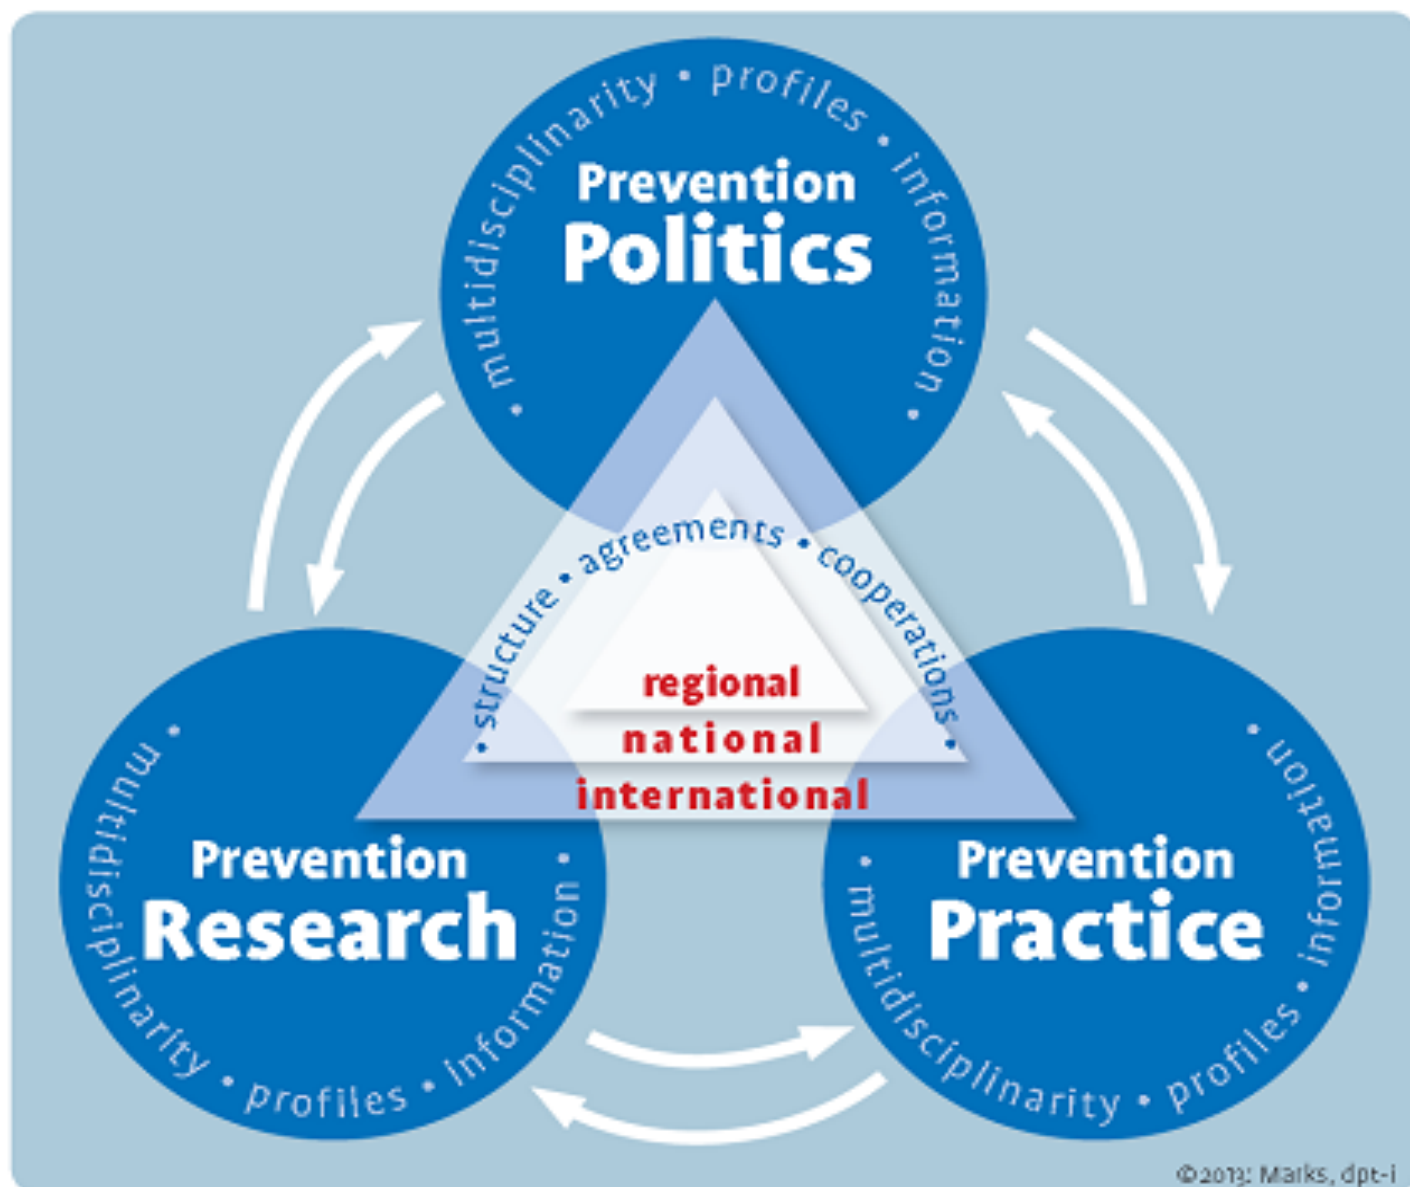 • multidisciplinarity • profiles • information •
Prevention
Politics
• structure • agreements • cooperations •
regional
national
international
Prevention
Research
• multidisciplinarity • profiles • information •
Prevention
Practice
• multidisciplinarity • profiles • information •
©2013: Marks, dpt-i